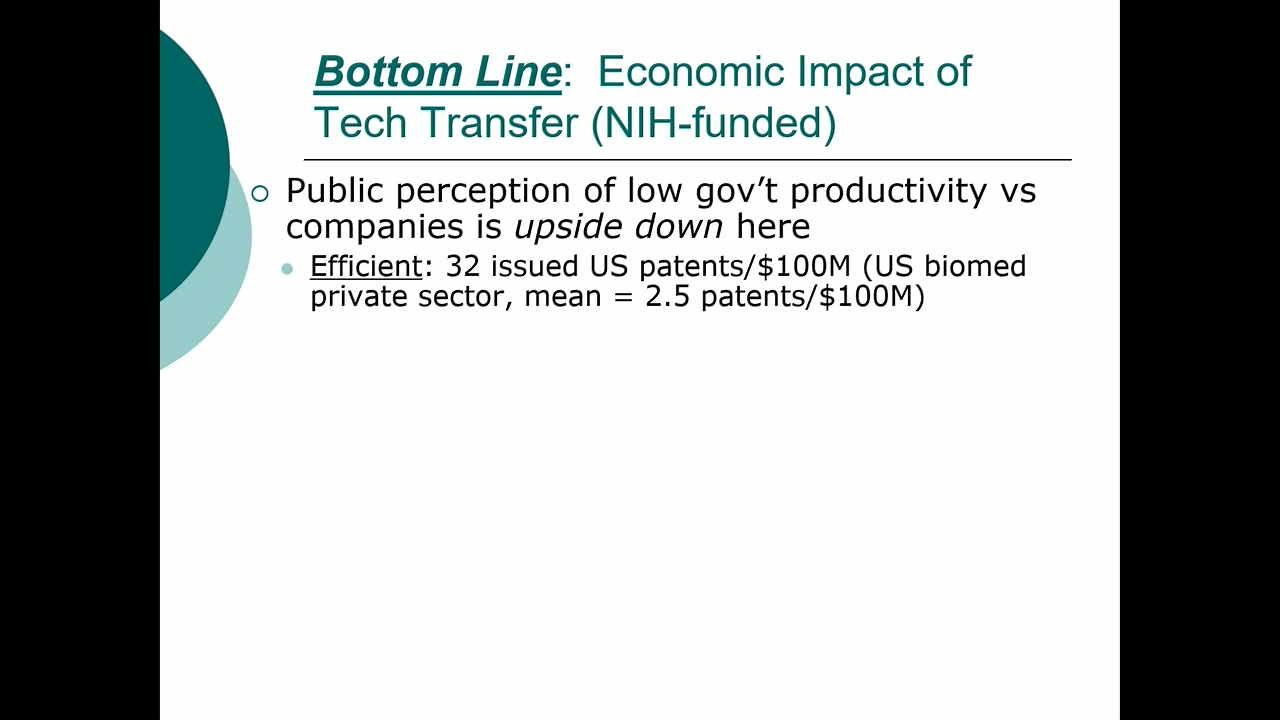 Bottom Line:  Economic Impact of
Tech Transfer (NIH-funded)
Public perception of low gov’t productivity vs
companies is upside down here
Efficient: 32 issued US patents/$100M (US biomed
private sector, mean = 2.5 patents/$100M)